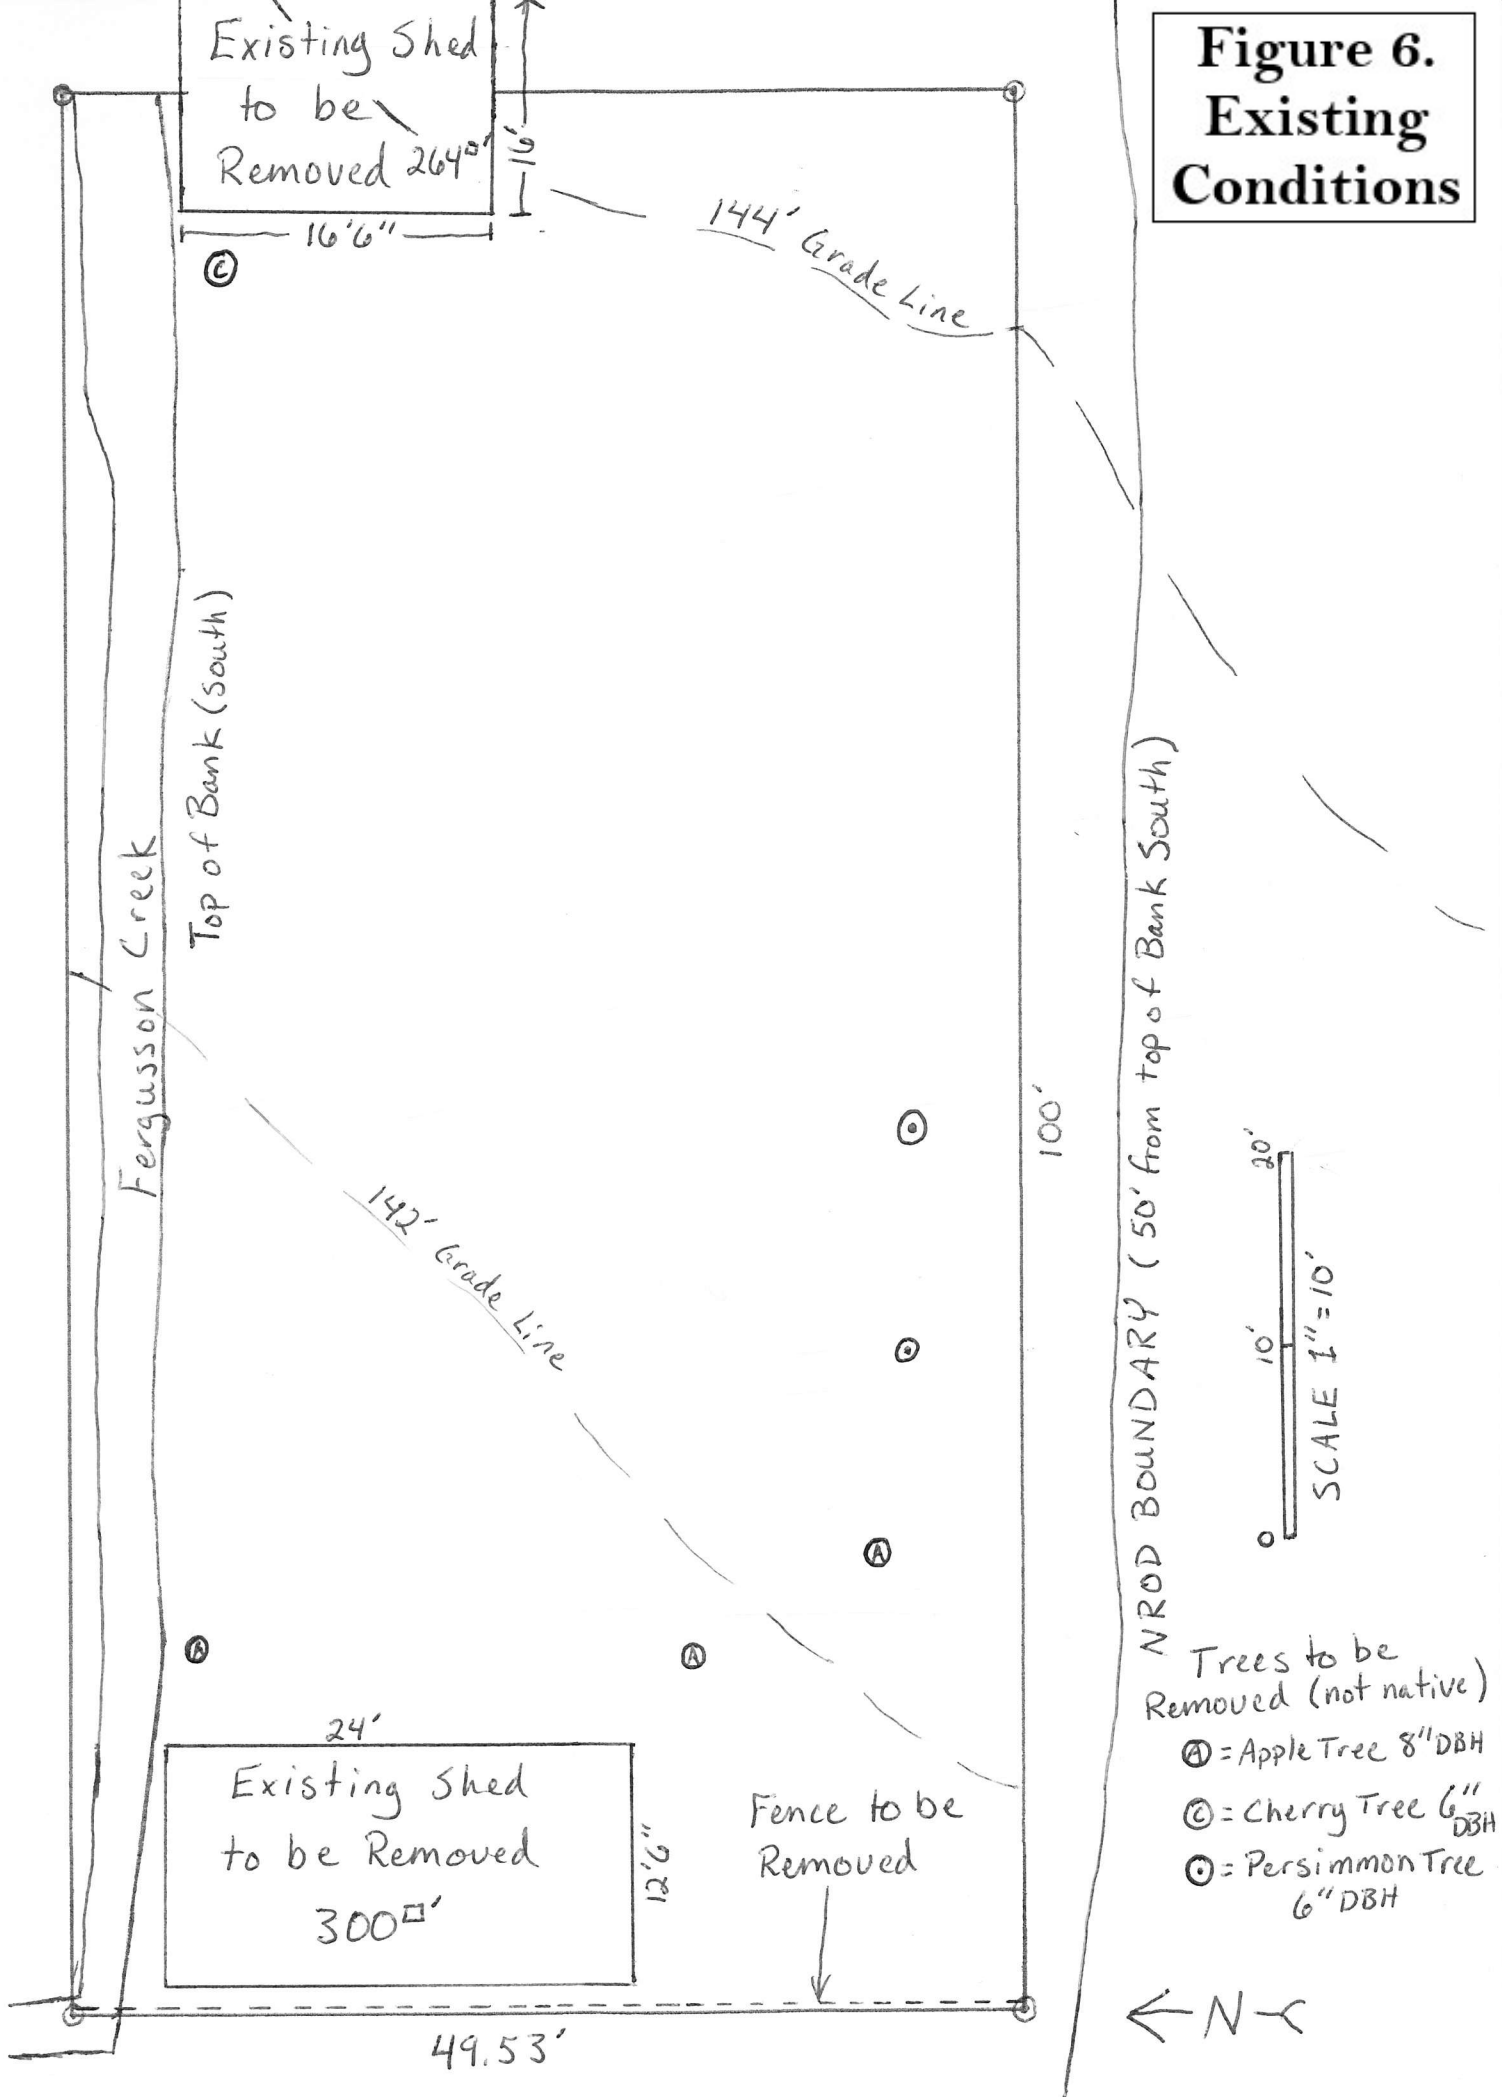 Figure 6.
Existing
Conditions
Existing Shed
to be
Removed 264□'
16'
16'6"
C
144' Grade Line
Top of Bank (South)
Fergusson Creek
100'
NROD BOUNDARY (50' from top of Bank South)
142' Grade Line
20'
10'
0
SCALE 1"=10'
A
A
A
Trees to be
Removed (not native)
A = Apple Tree 8" DBH
C = Cherry Tree 6" DBH
= Persimmon Tree
6" DBH
24'
Existing Shed
to be Removed
300□'
12'6"
Fence to be
Removed
49.53'
N